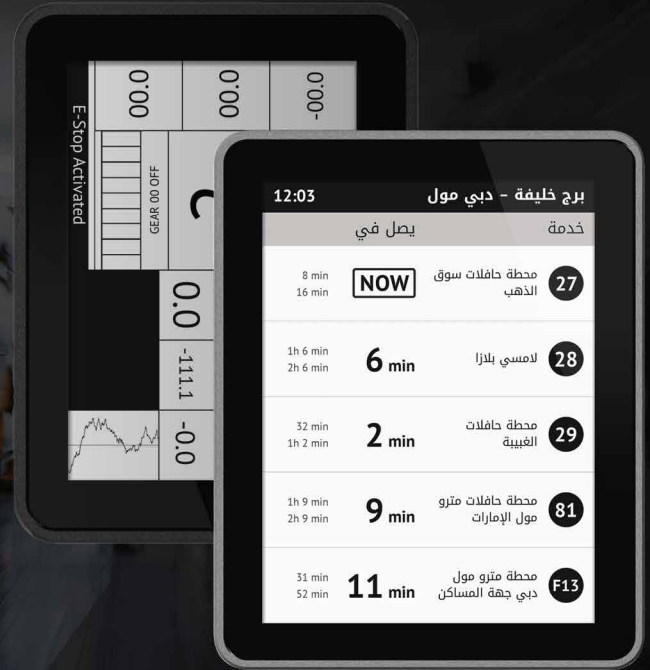 00.0
00.0
-00.0
E-Stop Activated
GEAR 00 OFF
0.0
-111.1
-0.0
برج خليفة – دبي مول 12:03
خدمة يصل في
27 محطة حافلات سوق الذهب NOW 8 min
16 min
28 لامسي بلازا 6 min 1h 6 min
2h 6 min
29 محطة حافلات الغبيبة 2 min 32 min
1h 2 min
81 محطة حافلات مترو مول الإمارات 9 min 1h 9 min
2h 9 min
F13 محطة مترو مول دبي جهة المساكن 11 min 31 min
52 min